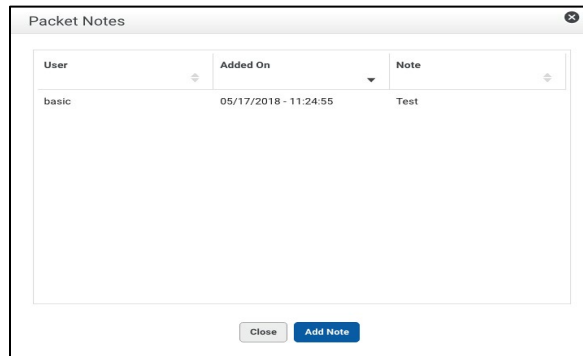 Packet Notes
User Added On Note
basic 05/17/2018 - 11:24:55 Test
Close Add Note